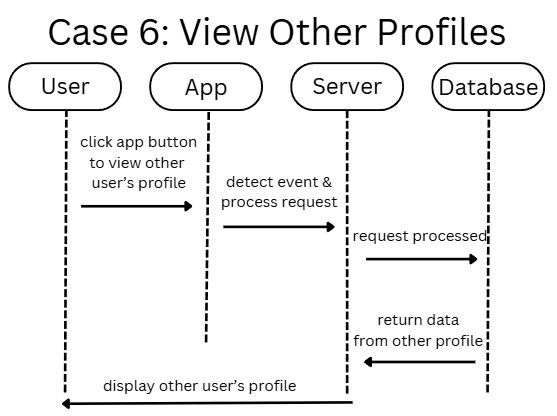 Case 6: View Other Profiles
User
App
Server
Database
click app button
to view other
user's profile
detect event &
process request
request processed
return data
from other profile
display other user's profile